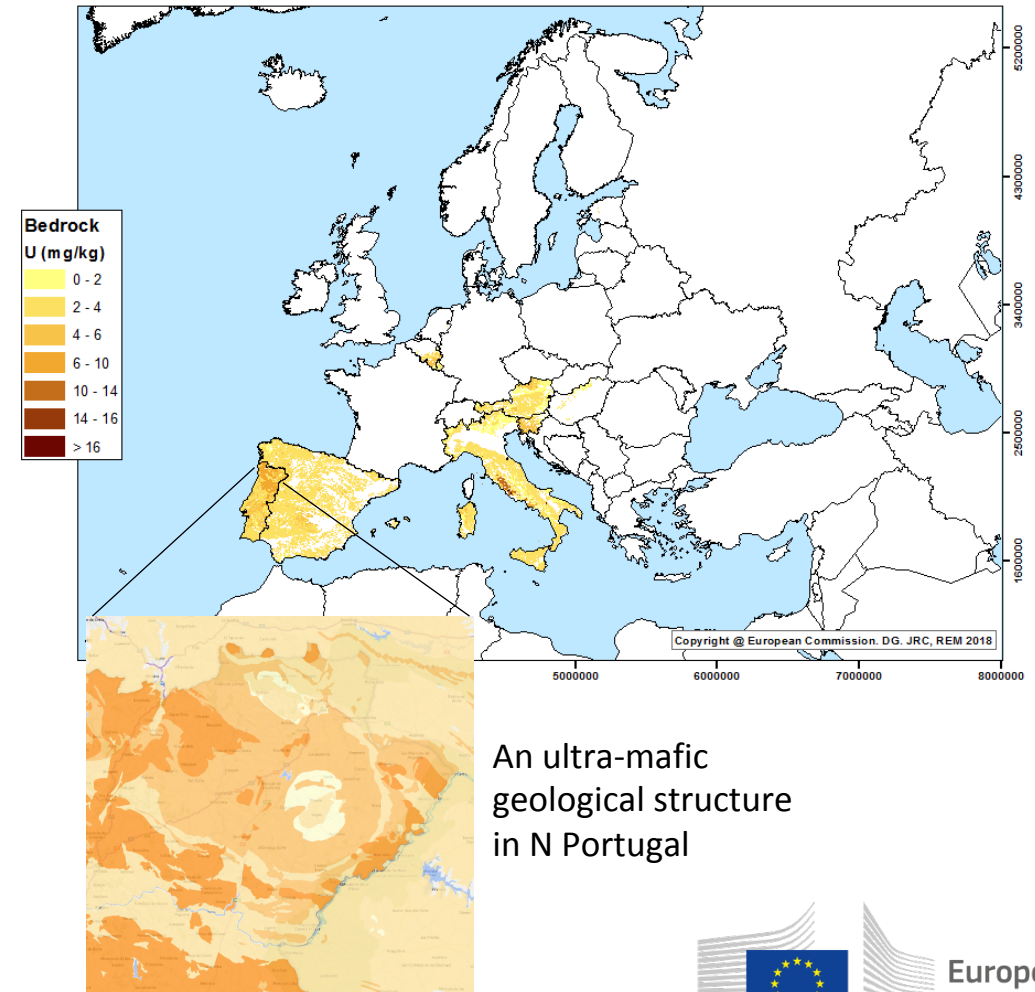 Bedrock
U (mg/kg)
0 - 2
2 - 4
4 - 6
6 - 10
10 - 14
14 - 16
> 16
5200000
4300000
3400000
2500000
1600000
Copyright @ European Commission. DG. JRC, REM 2018
5000000
6000000
7000000
8000000
An ultra-mafic
geological structure
in N Portugal
Europe